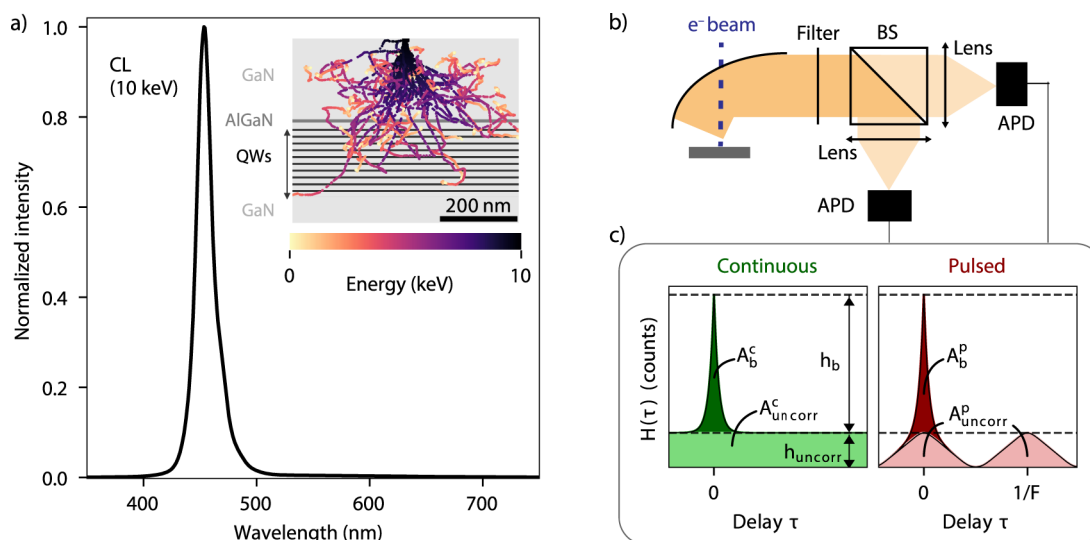 a)
1.0
0.8
0.6
0.4
0.2
0.0
Normalized intensity
400
500
600
700
Wavelength (nm)
CL
(10 keV)
GaN
AlGaN
QWs
GaN
200 nm
0
10
Energy (keV)
b)
e⁻ beam
Filter
BS
Lens
APD
Lens
APD
c)
Continuous
Pulsed
H(τ) (counts)
A_b^c
A_uncorr^c
h_b
h_uncorr
A_b^p
A_uncorr^p
0
0
1/F
Delay τ
Delay τ